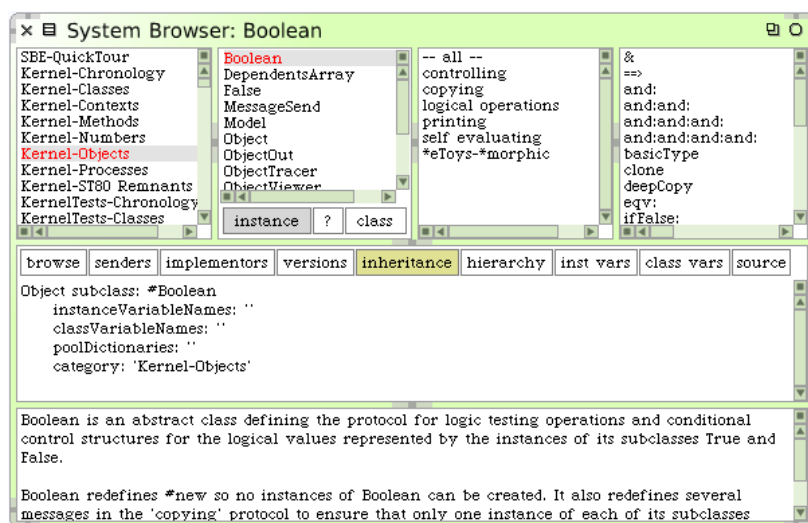 System Browser: Boolean
SBE-QuickTour
Kernel-Chronology
Kernel-Classes
Kernel-Contexts
Kernel-Methods
Kernel-Numbers
Kernel-Objects
Kernel-Processes
Kernel-ST80 Remnants
KernelTests-Chronology
KernelTests-Classes
Boolean
DependentsArray
False
MessageSend
Model
Object
ObjectOut
ObjectTracer
ObjectViewer
instance ? class
-- all --
controlling
copying
logical operations
printing
self evaluating
*eToys-*morphic
&
==>
and:
and:and:
and:and:and:
and:and:and:and:
basicType
clone
deepCopy
eqv:
ifFalse:
browse senders implementors versions inheritance hierarchy inst vars class vars source
Object subclass: #Boolean
instanceVariableNames: ''
classVariableNames: ''
poolDictionaries: ''
category: 'Kernel-Objects'
Boolean is an abstract class defining the protocol for logic testing operations and conditional
control structures for the logical values represented by the instances of its subclasses True and
False.
Boolean redefines #new so no instances of Boolean can be created. It also redefines several
messages in the 'copying' protocol to ensure that only one instance of each of its subclasses